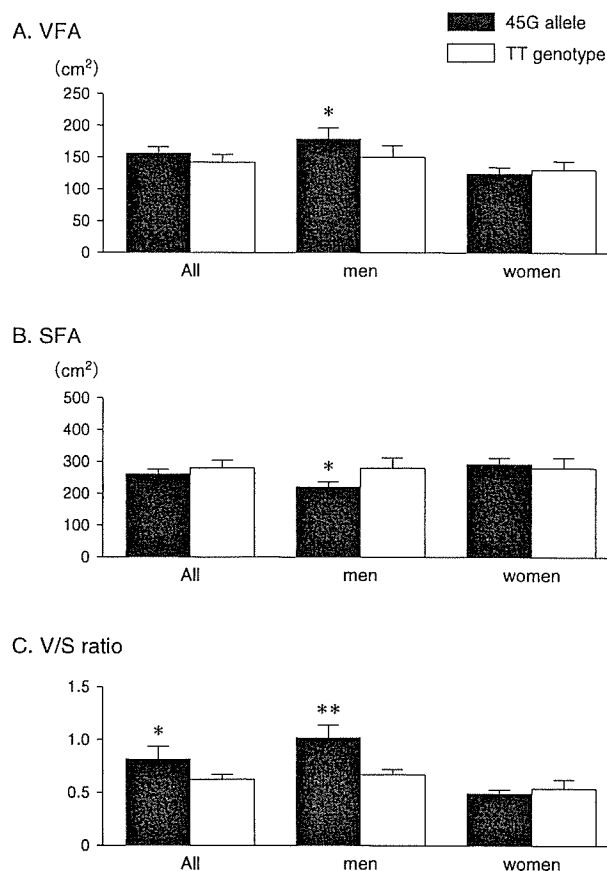 45G allele
TT genotype
A. VFA
(cm²)
250
200
150
100
50
0
*
All men women
B. SFA
(cm²)
500
400
300
200
100
0
*
All men women
C. V/S ratio
1.5
1.0
0.5
0
* **
All men women